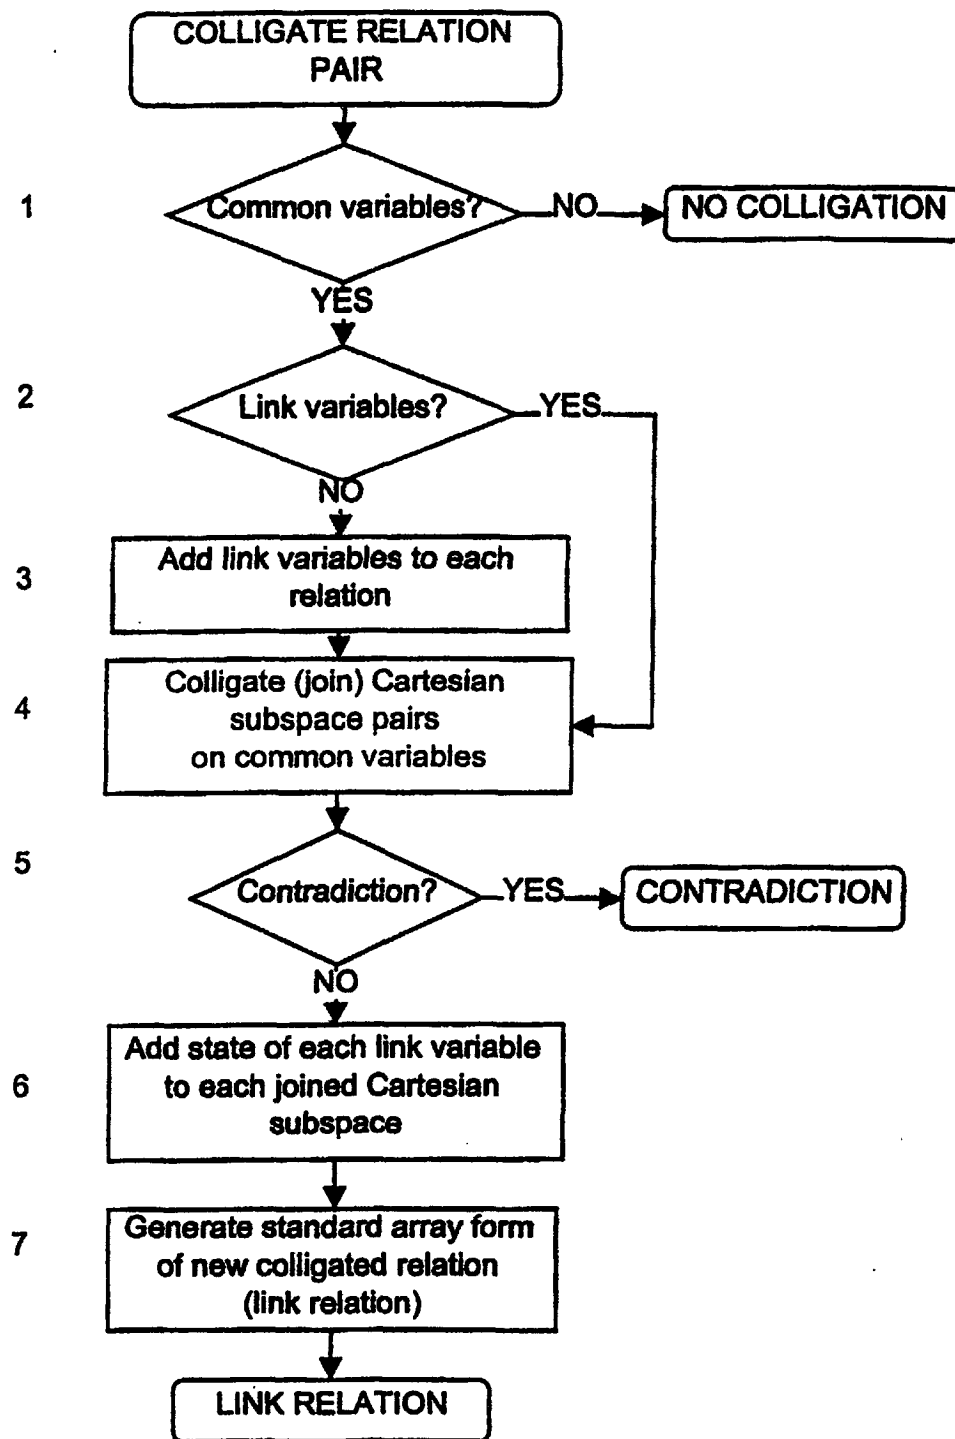 COLLIGATE RELATION
PAIR
1
Common variables?
NO
NO COLLIGATION
YES
2
Link variables?
YES
NO
3
Add link variables to each
relation
4
Colligate (join) Cartesian
subspace pairs
on common variables
5
Contradiction?
YES
CONTRADICTION
NO
6
Add state of each link variable
to each joined Cartesian
subspace
7
Generate standard array form
of new colligated relation
(link relation)
LINK RELATION